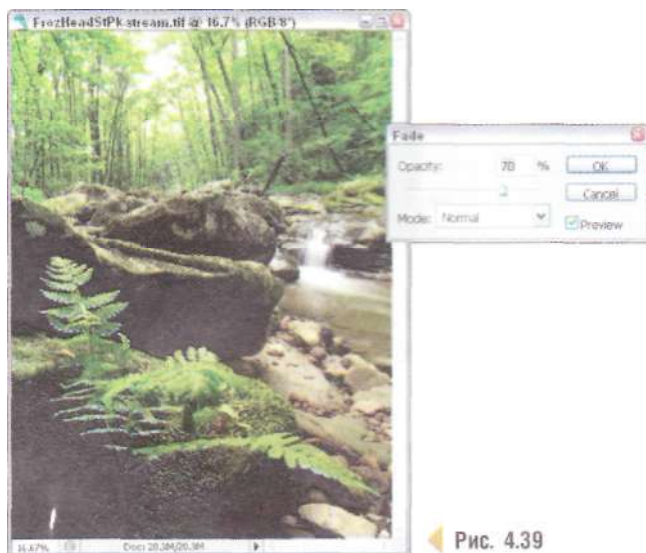 FrozHeadStPk-stream.tif @ 16.7% (RGB/8*)
Fade
Opacity: 70 % OK
Cancel
Mode: Normal Preview
16.67% Doc: 20.3M/20.3M
Рис. 4.39